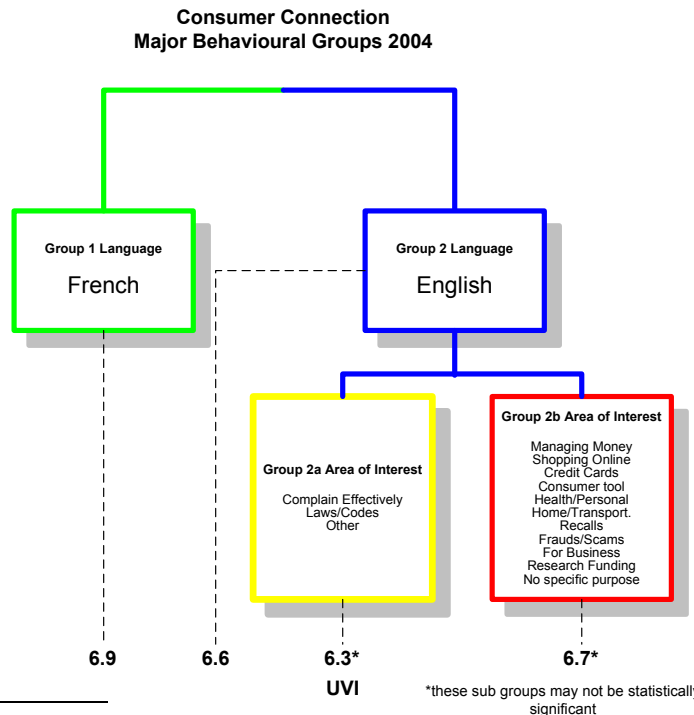 Consumer Connection
Major Behavioural Groups 2004
Group 1 Language
French
Group 2 Language
English
Group 2a Area of Interest
Complain Effectively
Laws/Codes
Other
Group 2b Area of Interest
Managing Money
Shopping Online
Credit Cards
Consumer tool
Health/Personal
Home/Transport.
Recalls
Frauds/Scams
For Business
Research Funding
No specific purpose
6.9
6.6
6.3*
6.7*
UVI
*these sub groups may not be statistically
significant